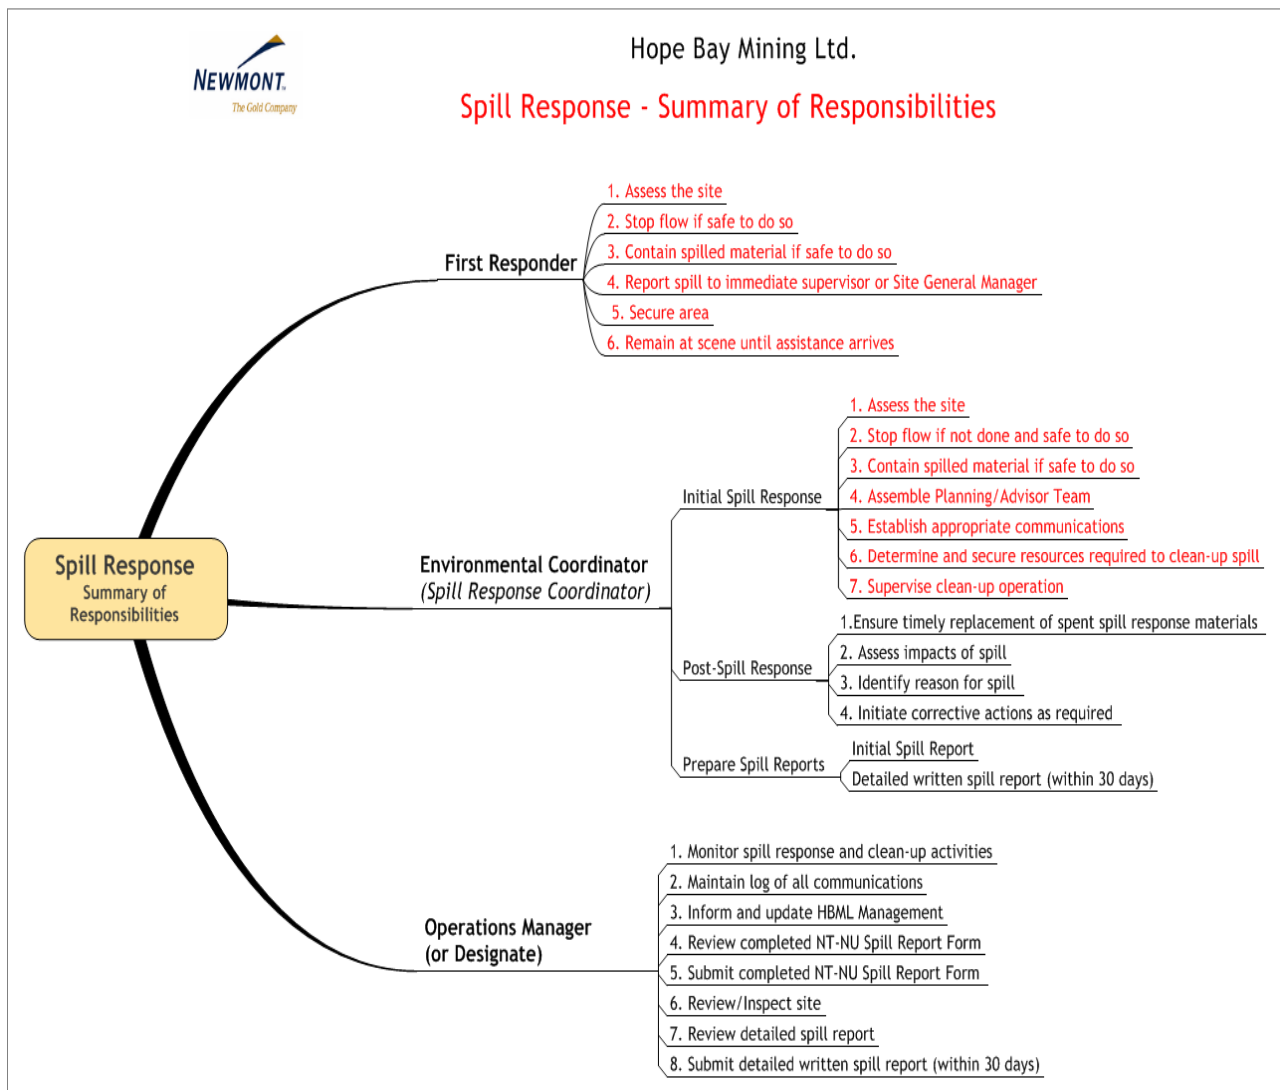 NEWMONT™
The Gold Company
Hope Bay Mining Ltd.
Spill Response - Summary of Responsibilities
Spill Response
Summary of
Responsibilities
First Responder
1. Assess the site
2. Stop flow if safe to do so
3. Contain spilled material if safe to do so
4. Report spill to immediate supervisor or Site General Manager
5. Secure area
6. Remain at scene until assistance arrives
Environmental Coordinator
(Spill Response Coordinator)
Initial Spill Response
1. Assess the site
2. Stop flow if not done and safe to do so
3. Contain spilled material if safe to do so
4. Assemble Planning/Advisor Team
5. Establish appropriate communications
6. Determine and secure resources required to clean-up spill
7. Supervise clean-up operation
Post-Spill Response
1.Ensure timely replacement of spent spill response materials
2. Assess impacts of spill
3. Identify reason for spill
4. Initiate corrective actions as required
Prepare Spill Reports
Initial Spill Report
Detailed written spill report (within 30 days)
Operations Manager
(or Designate)
1. Monitor spill response and clean-up activities
2. Maintain log of all communications
3. Inform and update HBML Management
4. Review completed NT-NU Spill Report Form
5. Submit completed NT-NU Spill Report Form
6. Review/Inspect site
7. Review detailed spill report
8. Submit detailed written spill report (within 30 days)